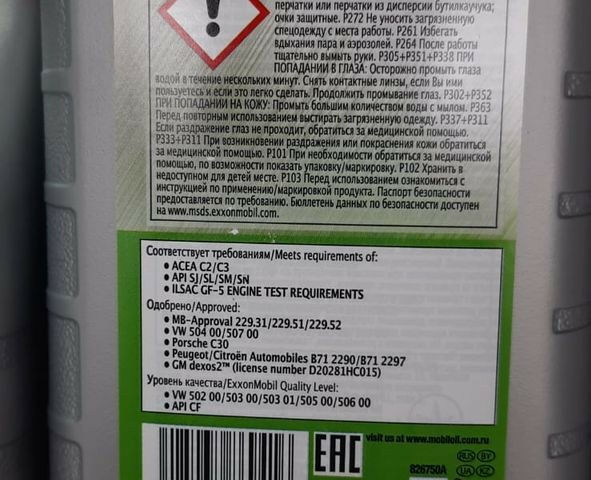 перчатки или перчатки из дисперсии бутилкаучука;
очки защитные. P272 Не уносить загрязненную
спецодежду с места работы. P261 Избегать
вдыхания пара и аэрозолей. P264 После работы
тщательно вымыть руки. P305+P351+P338 ПРИ
ПОПАДАНИИ В ГЛАЗА: Осторожно промыть глаза
водой в течение нескольких минут. Снять контактные линзы, если Вы ими
пользуетесь и если это легко сделать. Продолжить промывание глаз. P302+P352
ПРИ ПОПАДАНИИ НА КОЖУ: Промыть большим количеством воды с мылом. P363
Перед повторным использованием выстирать загрязненную одежду. P337+P311
Если раздражение глаз не проходит, обратиться за медицинской помощью.
P333+P311 При возникновении раздражения или покраснения кожи обратиться
за медицинской помощью. P101 При необходимости обратиться за медицинской
помощью, по возможности показать упаковку/маркировку. P102 Хранить в
недоступном для детей месте. P103 Перед использованием ознакомиться с
инструкцией по применению/маркировкой продукта. Паспорт безопасности
предоставляется по требованию. Бюллетень данных по безопасности доступен
на www.msds.exxonmobil.com.
Соответствует требованиям/Meets requirements of:
• ACEA C2/C3
• API SJ/SL/SM/SN
• ILSAC GF-5 ENGINE TEST REQUIREMENTS
Одобрено/Approved:
• MB-Approval 229.31/229.51/229.52
• VW 504 00/507 00
• Porsche C30
• Peugeot/Citroën Automobiles B71 2290/B71 2297
• GM dexos2™ (license number D20281HC015)
Уровень качества/ExxonMobil Quality Level:
• VW 502 00/503 00/503 01/505 00/506 00
• API CF
EAC
visit us at www.mobiloil.com.ru
RUS BY
826750A UA KZ